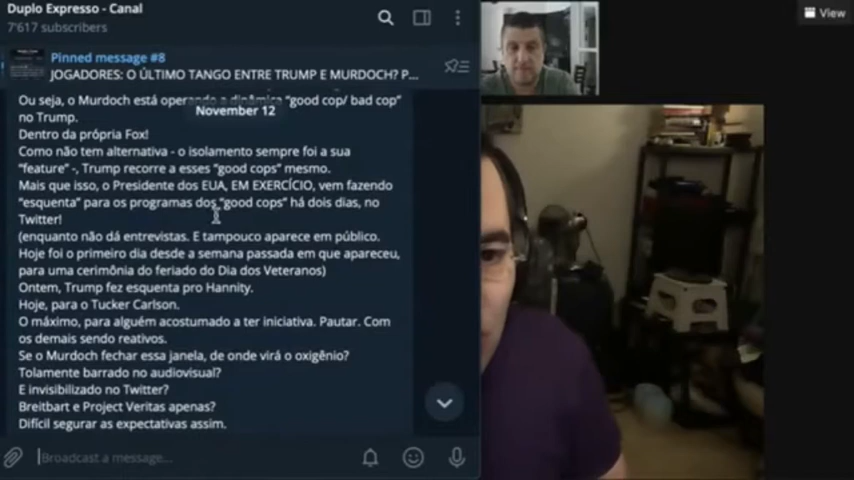 Duplo Expresso - Canal
7'617 subscribers
View
Pinned message #8
JOGADORES: O ÚLTIMO TANGO ENTRE TRUMP E MURDOCH? P...
Ou seja, o Murdoch está operando a dinâmica "good cop/ bad cop"
November 12
no Trump.
Dentro da própria Fox!
Como não tem alternativa - o isolamento sempre foi a sua
"feature" -, Trump recorre a esses "good cops" mesmo.
Mais que isso, o Presidente dos EUA, EM EXERCÍCIO, vem fazendo
"esquenta" para os programas dos "good cops" há dois dias, no
Twitter!
(enquanto não dá entrevistas. E tampouco aparece em público.
Hoje foi o primeiro dia desde a semana passada em que apareceu,
para uma cerimônia do feriado do Dia dos Veteranos)
Ontem, Trump fez esquenta pro Hannity.
Hoje, para o Tucker Carlson.
O máximo, para alguém acostumado a ter iniciativa. Pautar. Com
os demais sendo reativos.
Se o Murdoch fechar essa janela, de onde virá o oxigênio?
Tolamente barrado no audiovisual?
E invisibilizado no Twitter?
Breitbart e Project Veritas apenas?
Difícil segurar as expectativas assim.
Broadcast a message...